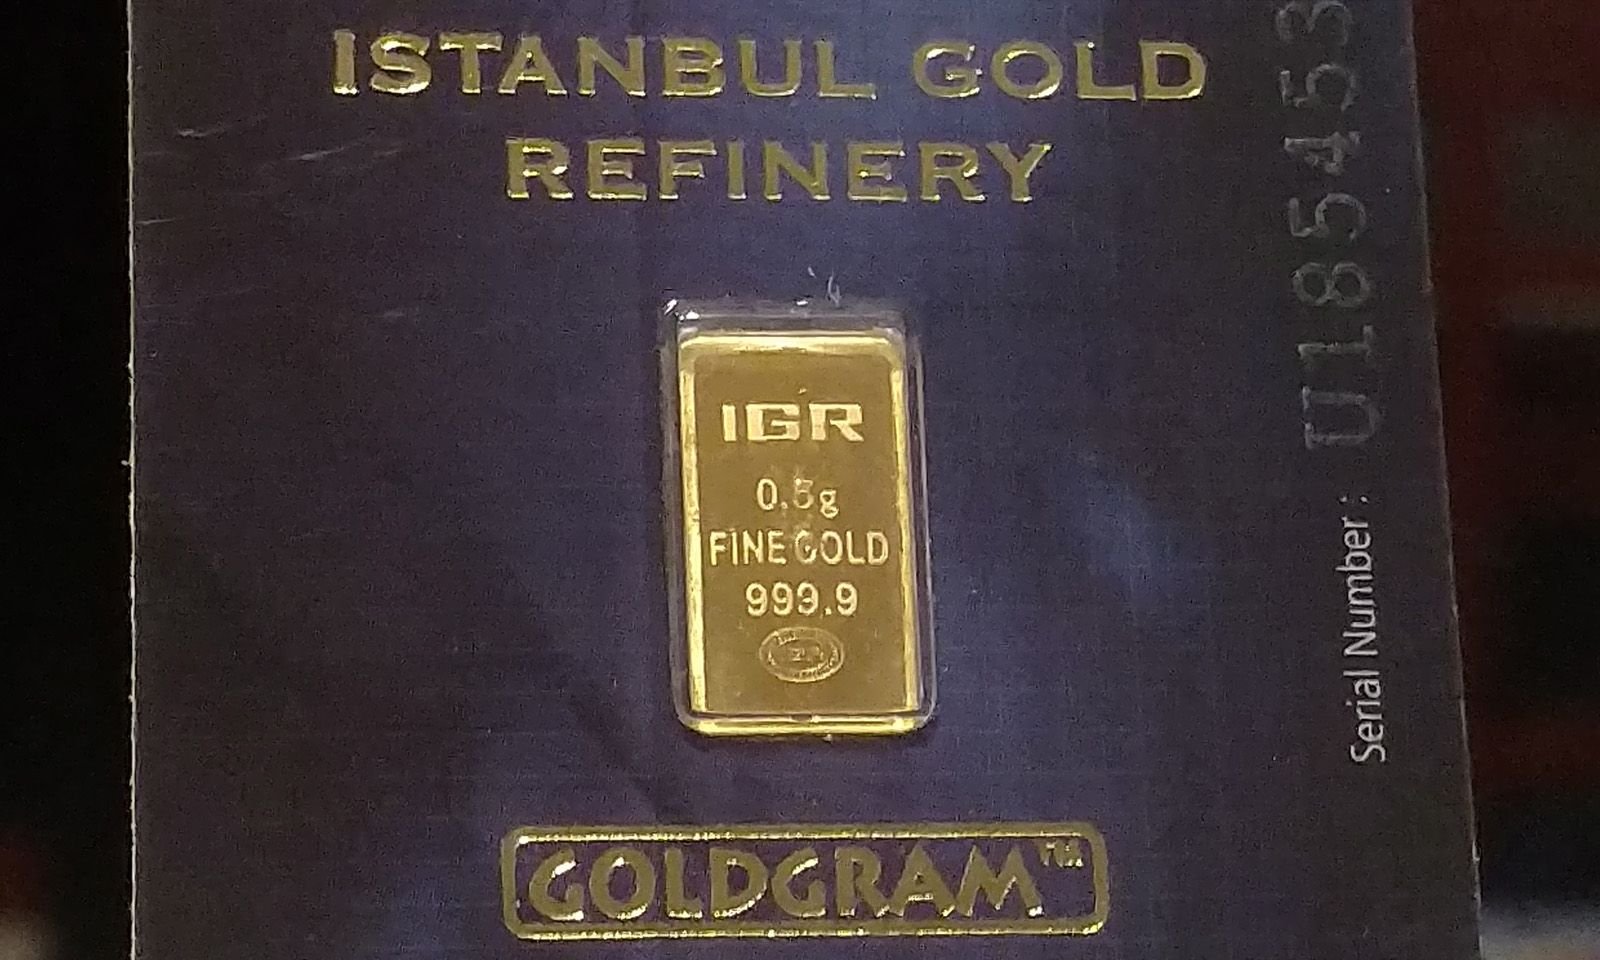 ISTANBUL GOLD
REFINERY
IGR
0.5g
FINE GOLD
999.9
GOLDGRAM™
Serial Number : U185453